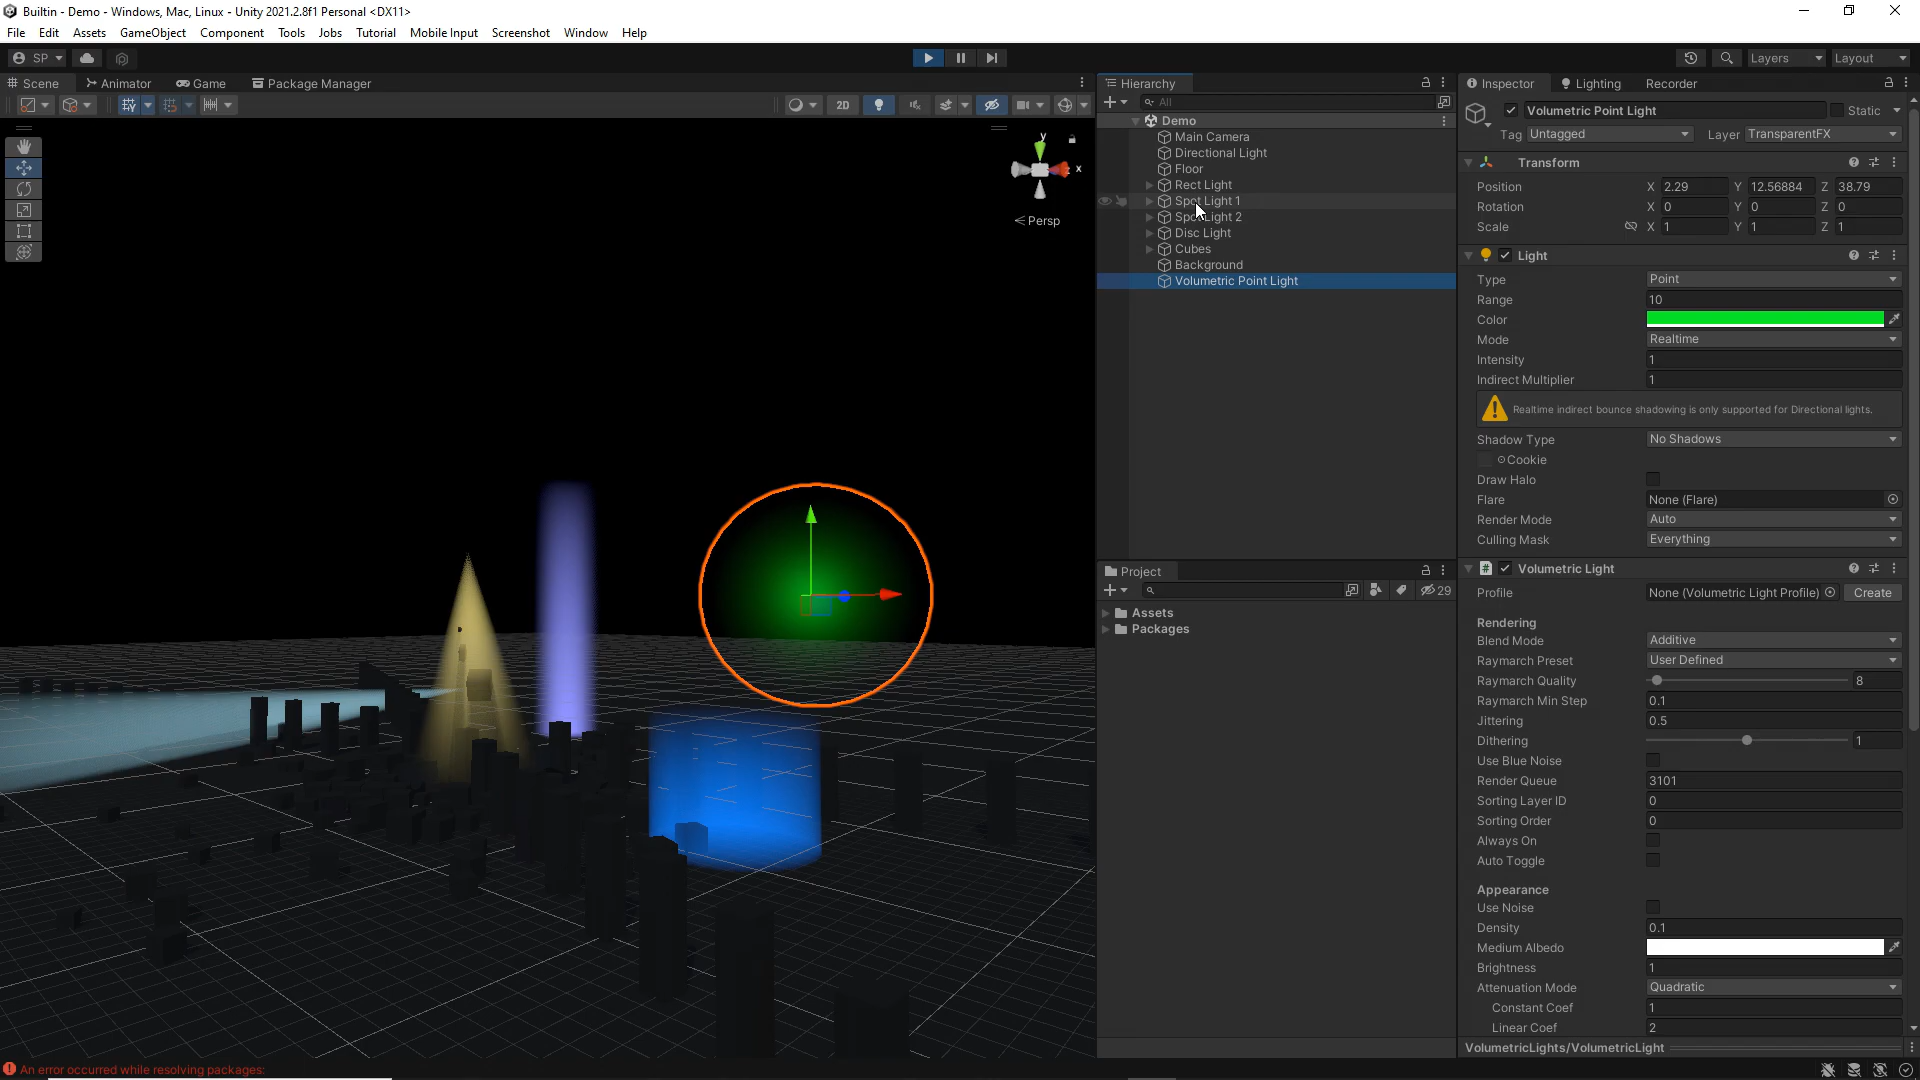 Builtin - Demo - Windows, Mac, Linux - Unity 2021.2.8f1 Personal <DX11>
File Edit Assets GameObject Component Tools Jobs Tutorial Mobile Input Screenshot Window Help
SP
Layers Layout
Scene Animator Game Package Manager
2D
y
x
Persp
Hierarchy
All
Demo
Main Camera
Directional Light
Floor
Rect Light
Spot Light 1
Spot Light 2
Disc Light
Cubes
Background
Volumetric Point Light
Project
29
Assets
Packages
Inspector Lighting Recorder
Volumetric Point Light Static
Tag Untagged Layer TransparentFX
Transform
Position X 2.29 Y 12.56884 Z 38.79
Rotation X 0 Y 0 Z 0
Scale X 1 Y 1 Z 1
Light
Type Point
Range 10
Color
Mode Realtime
Intensity 1
Indirect Multiplier 1
Realtime indirect bounce shadowing is only supported for Directional lights.
Shadow Type No Shadows
Cookie
Draw Halo
Flare None (Flare)
Render Mode Auto
Culling Mask Everything
Volumetric Light
Profile None (Volumetric Light Profile) Create
Rendering
Blend Mode Additive
Raymarch Preset User Defined
Raymarch Quality 8
Raymarch Min Step 0.1
Jittering 0.5
Dithering 1
Use Blue Noise
Render Queue 3101
Sorting Layer ID 0
Sorting Order 0
Always On
Auto Toggle
Appearance
Use Noise
Density 0.1
Medium Albedo
Brightness 1
Attenuation Mode Quadratic
Constant Coef 1
Linear Coef 2
VolumetricLights/VolumetricLight
An error occurred while resolving packages: